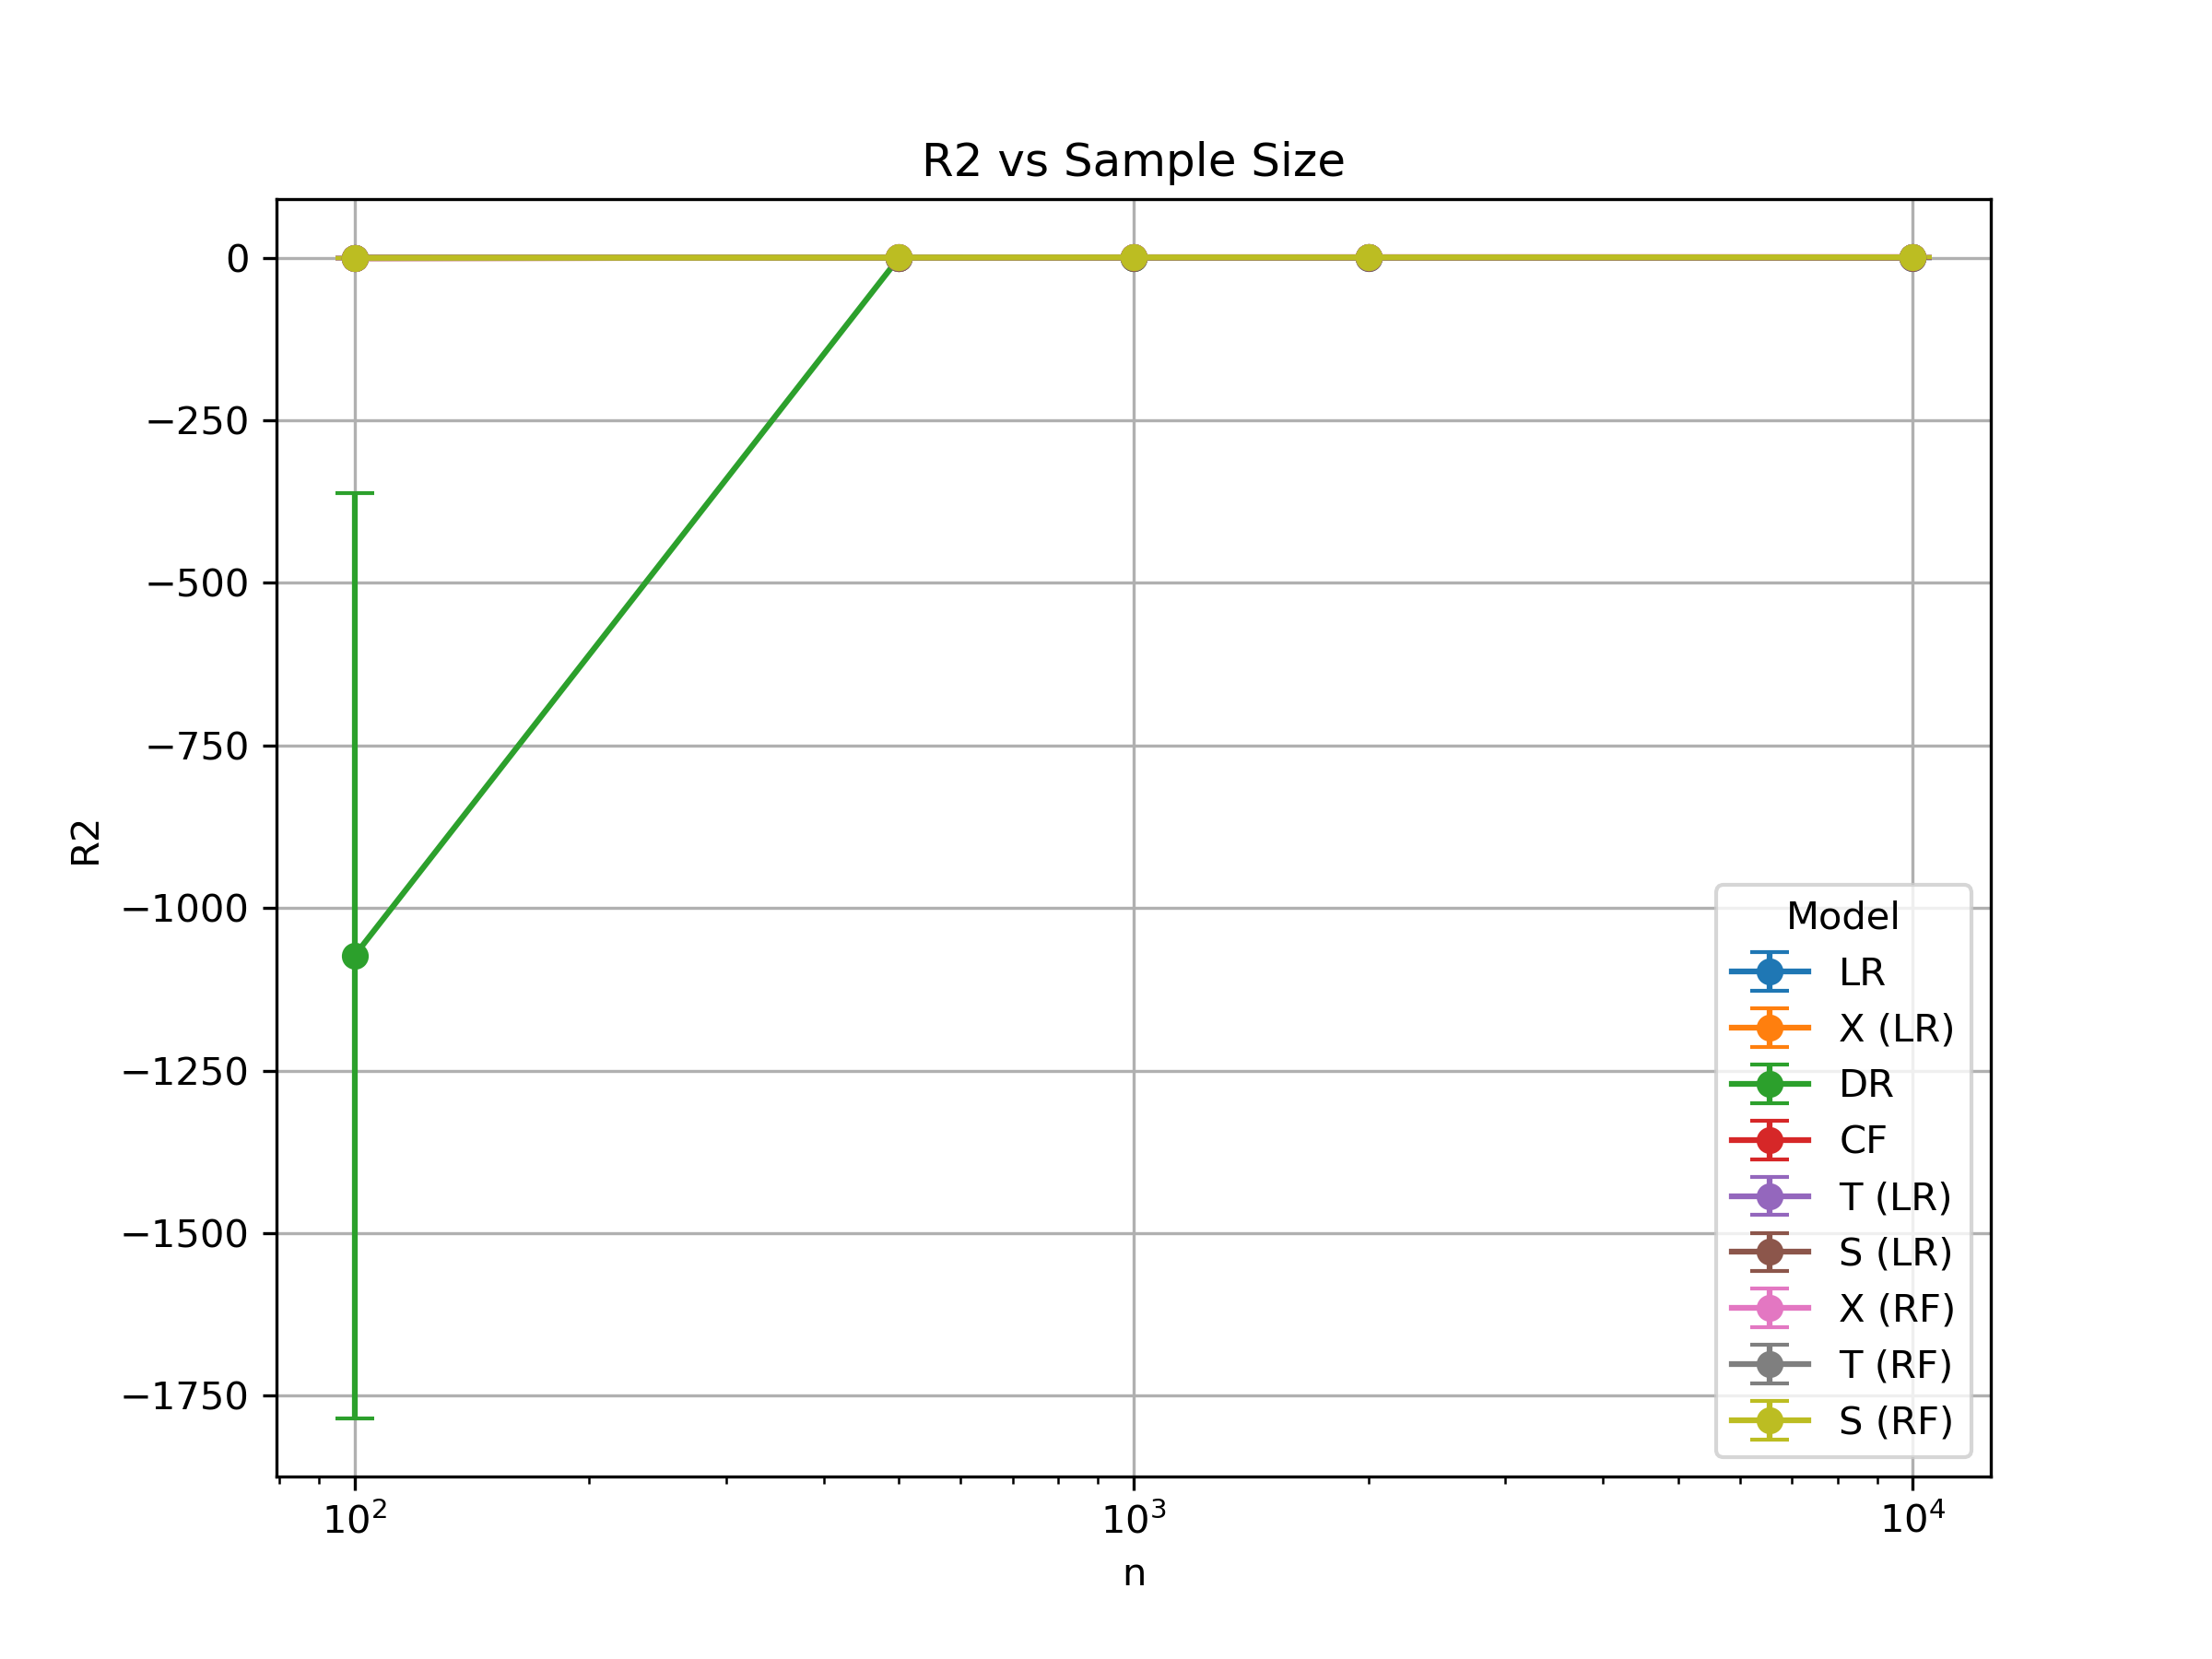 R2 vs Sample Size
0
−250
−500
−750
−1000
−1250
−1500
−1750
R2
10²
10³
10⁴
n
Model
LR
X (LR)
DR
CF
T (LR)
S (LR)
X (RF)
T (RF)
S (RF)